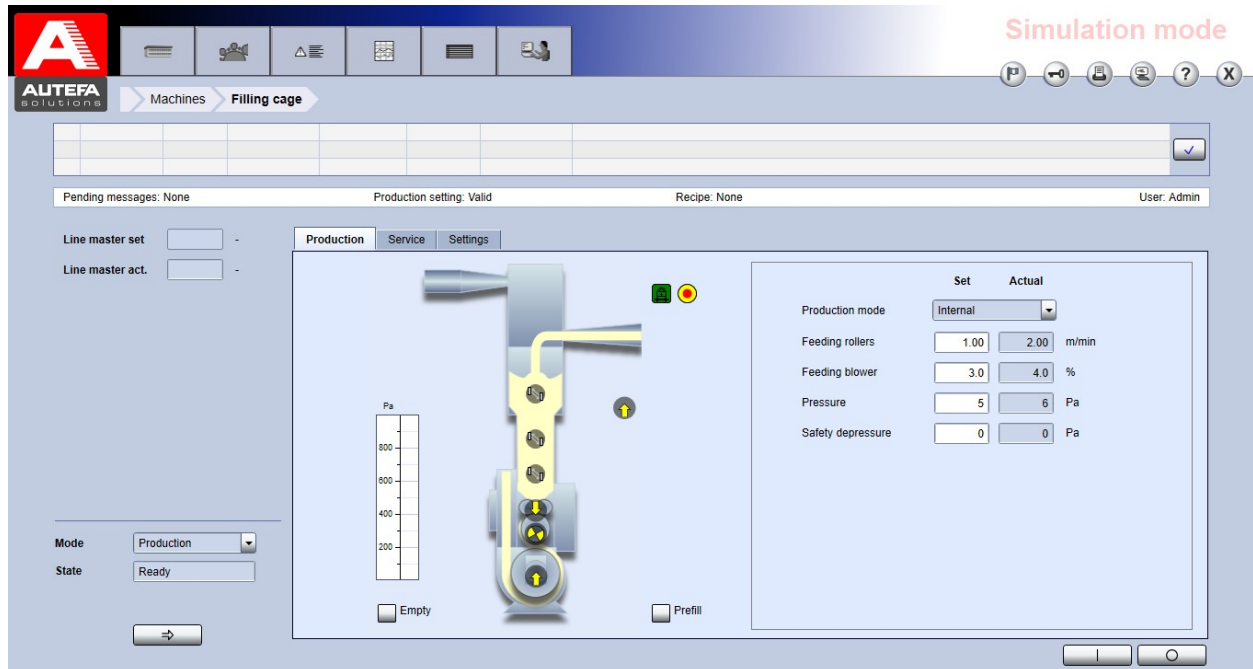 Simulation mode
AUTEFA
solutions
Machines
Filling cage
Pending messages: None
Production setting: Valid
Recipe: None
User: Admin
Line master set
-
Line master act.
-
Production
Service
Settings
Pa
800
600
400
200
Empty
Prefill
Set Actual
Production mode Internal
Feeding rollers 1.00 2.00 m/min
Feeding blower 3.0 4.0 %
Pressure 5 6 Pa
Safety depressure 0 0 Pa
Mode Production
State Ready